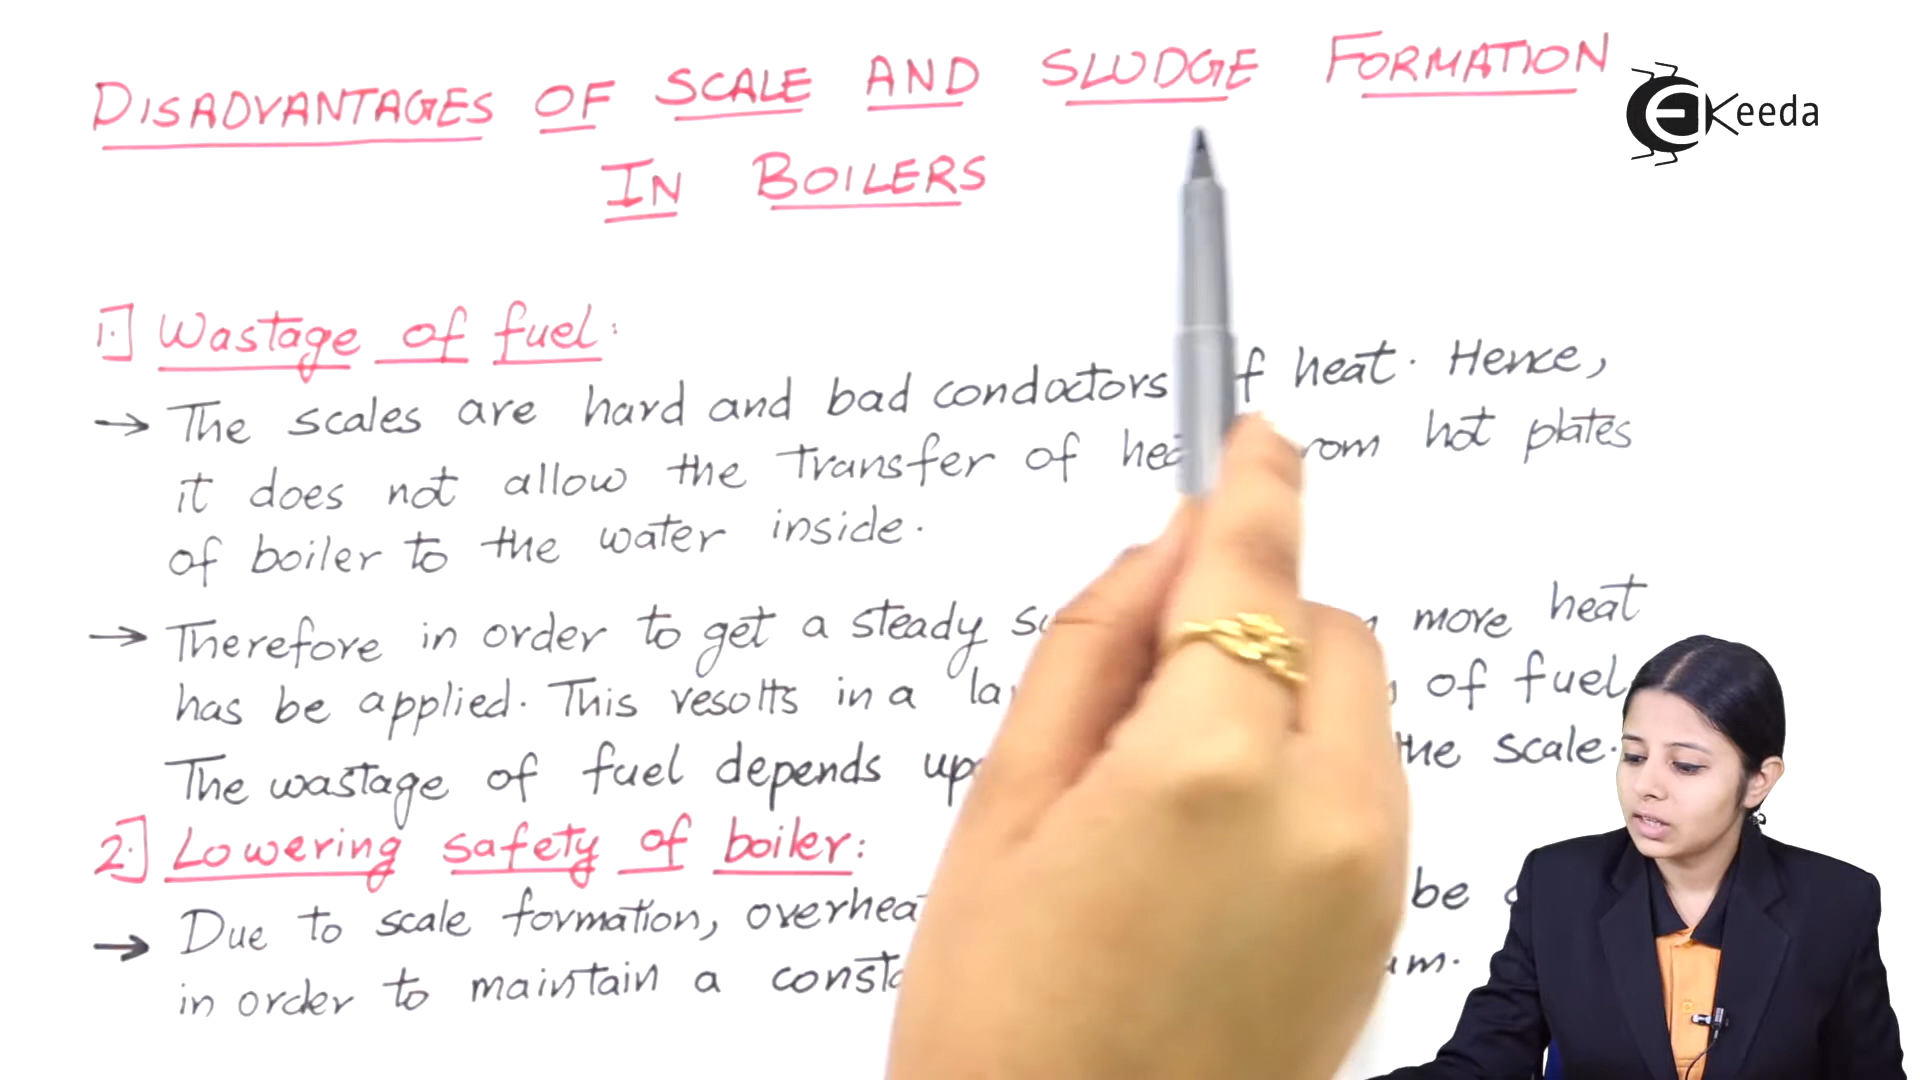 DISADVANTAGES OF SCALE AND SLUDGE FORMATION
IN BOILERS
EKeeda
1.] Wastage of fuel:
→ The scales are hard and bad conductors f heat. Hence,
it does not allow the transfer of hea rom hot plates
of boiler to the water inside.
→ Therefore in order to get a steady more heat
has be applied. This results in a of fuel.
The wastage of fuel depends the scale.
2.] Lowering safety of boiler:
→ Due to scale formation, be
in order to maintain a